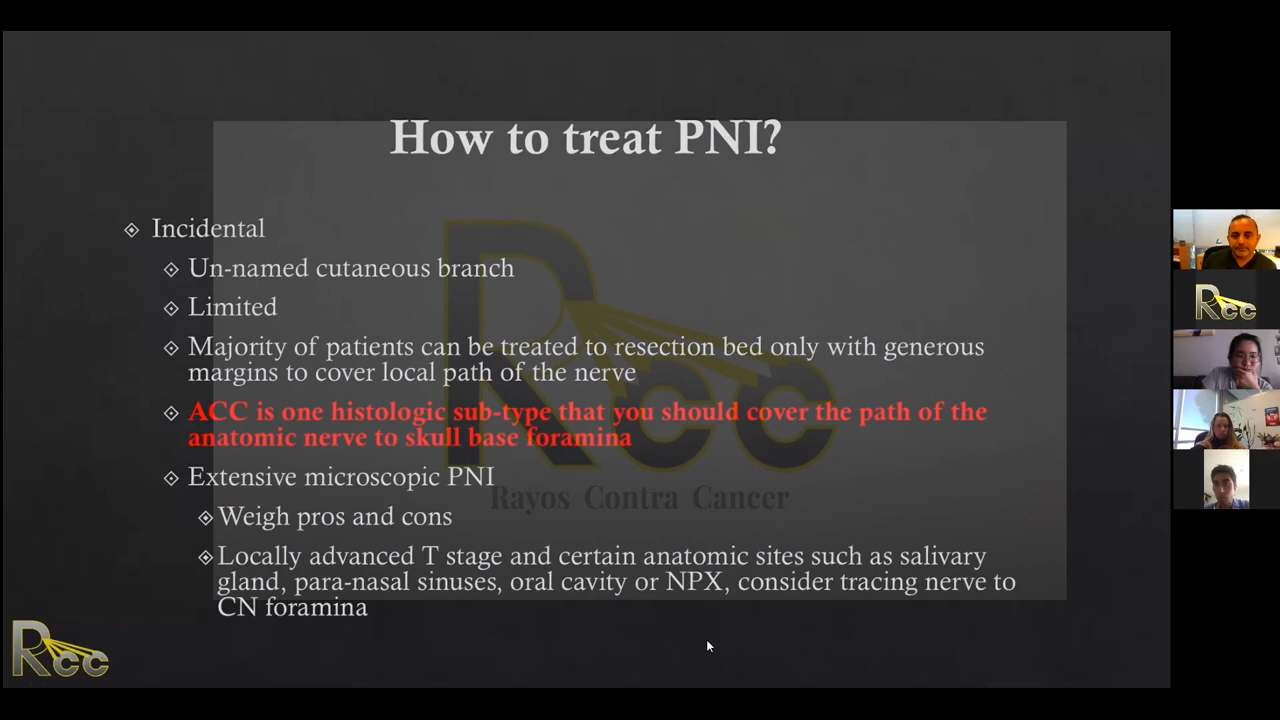 How to treat PNI?
Incidental
Un-named cutaneous branch
Limited
Majority of patients can be treated to resection bed only with generous
margins to cover local path of the nerve
ACC is one histologic sub-type that you should cover the path of the
anatomic nerve to skull base foramina
Extensive microscopic PNI
Rayos Contra Cancer
Weigh pros and cons
Locally advanced T stage and certain anatomic sites such as salivary
gland, para-nasal sinuses, oral cavity or NPX, consider tracing nerve to
CN foramina
Rcc
Rcc
Rcc